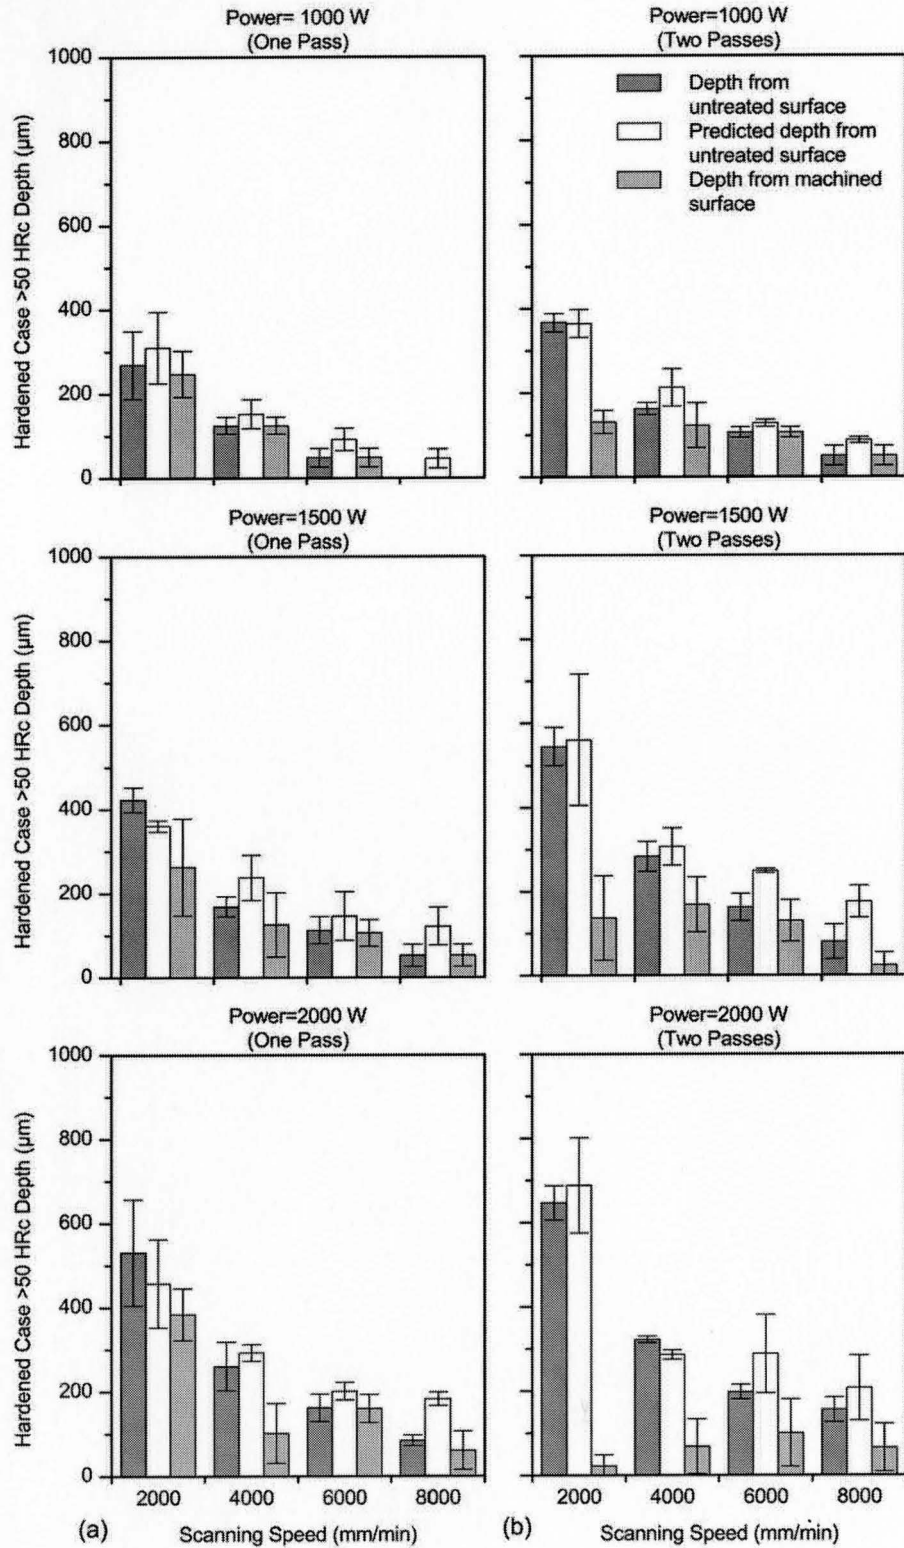 Power= 1000 W
(One Pass)
Power=1000 W
(Two Passes)
Hardened Case >50 HRc Depth (µm)
1000
800
600
400
200
0
Depth from
untreated surface
Predicted depth from
untreated surface
Depth from machined
surface
Power=1500 W
(One Pass)
Power=1500 W
(Two Passes)
Hardened Case >50 HRc Depth (µm)
1000
800
600
400
200
0
Power=2000 W
(One Pass)
Power=2000 W
(Two Passes)
Hardened Case >50 HRc Depth (µm)
1000
800
600
400
200
0
2000 4000 6000 8000
2000 4000 6000 8000
(a) Scanning Speed (mm/min)
(b) Scanning Speed (mm/min)